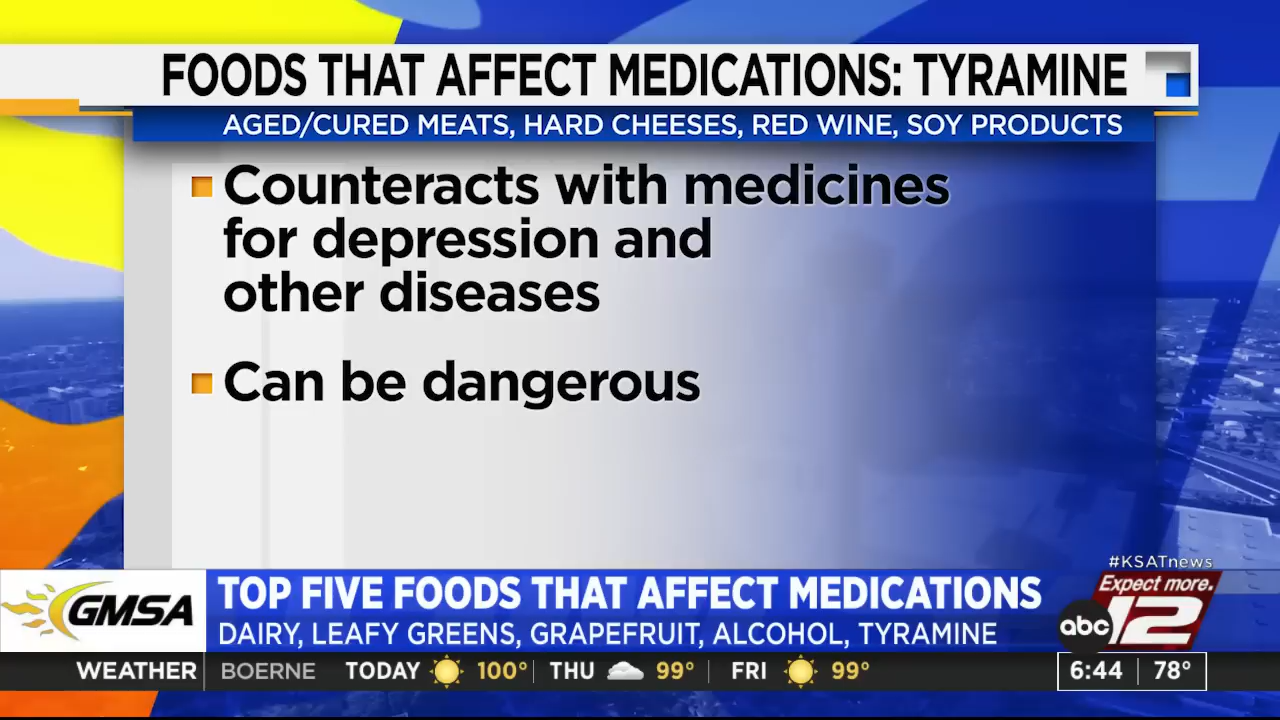 FOODS THAT AFFECT MEDICATIONS: TYRAMINE
AGED/CURED MEATS, HARD CHEESES, RED WINE, SOY PRODUCTS
Counteracts with medicines
for depression and
other diseases
Can be dangerous
#KSATnews
Expect more.
abc 12
GMSA
TOP FIVE FOODS THAT AFFECT MEDICATIONS
DAIRY, LEAFY GREENS, GRAPEFRUIT, ALCOHOL, TYRAMINE
WEATHER BOERNE TODAY 100° THU 99° FRI 99° 6:44 78°